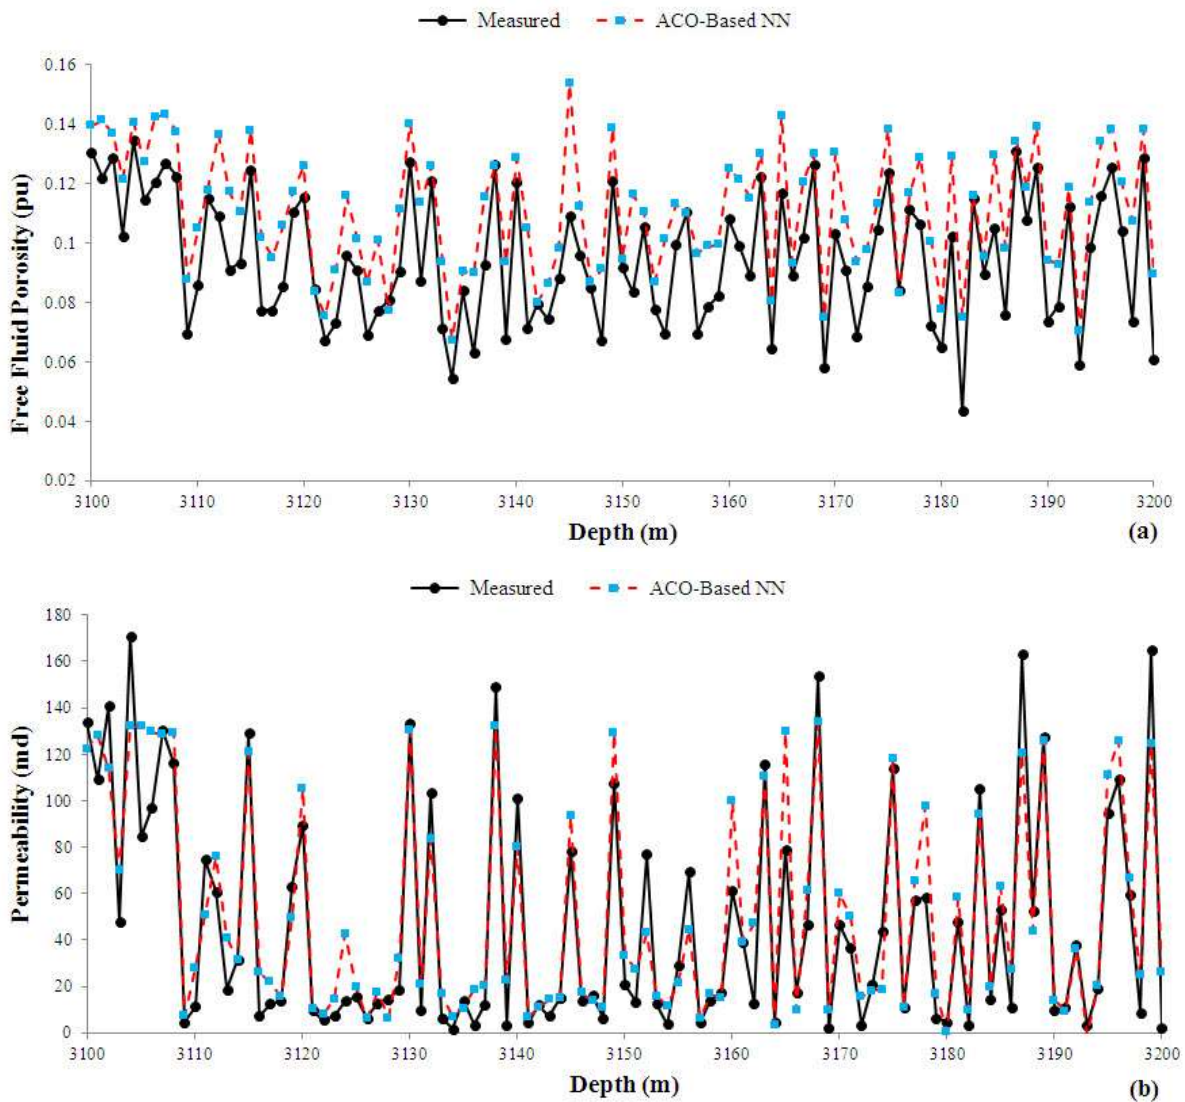 Measured ACO-Based NN
Free Fluid Porosity (pu)
0.16
0.14
0.12
0.1
0.08
0.06
0.04
0.02
3100 3110 3120 3130 3140 3150 3160 3170 3180 3190 3200
Depth (m)
(a)
Measured ACO-Based NN
Permeability (md)
180
160
140
120
100
80
60
40
20
0
3100 3110 3120 3130 3140 3150 3160 3170 3180 3190 3200
Depth (m)
(b)